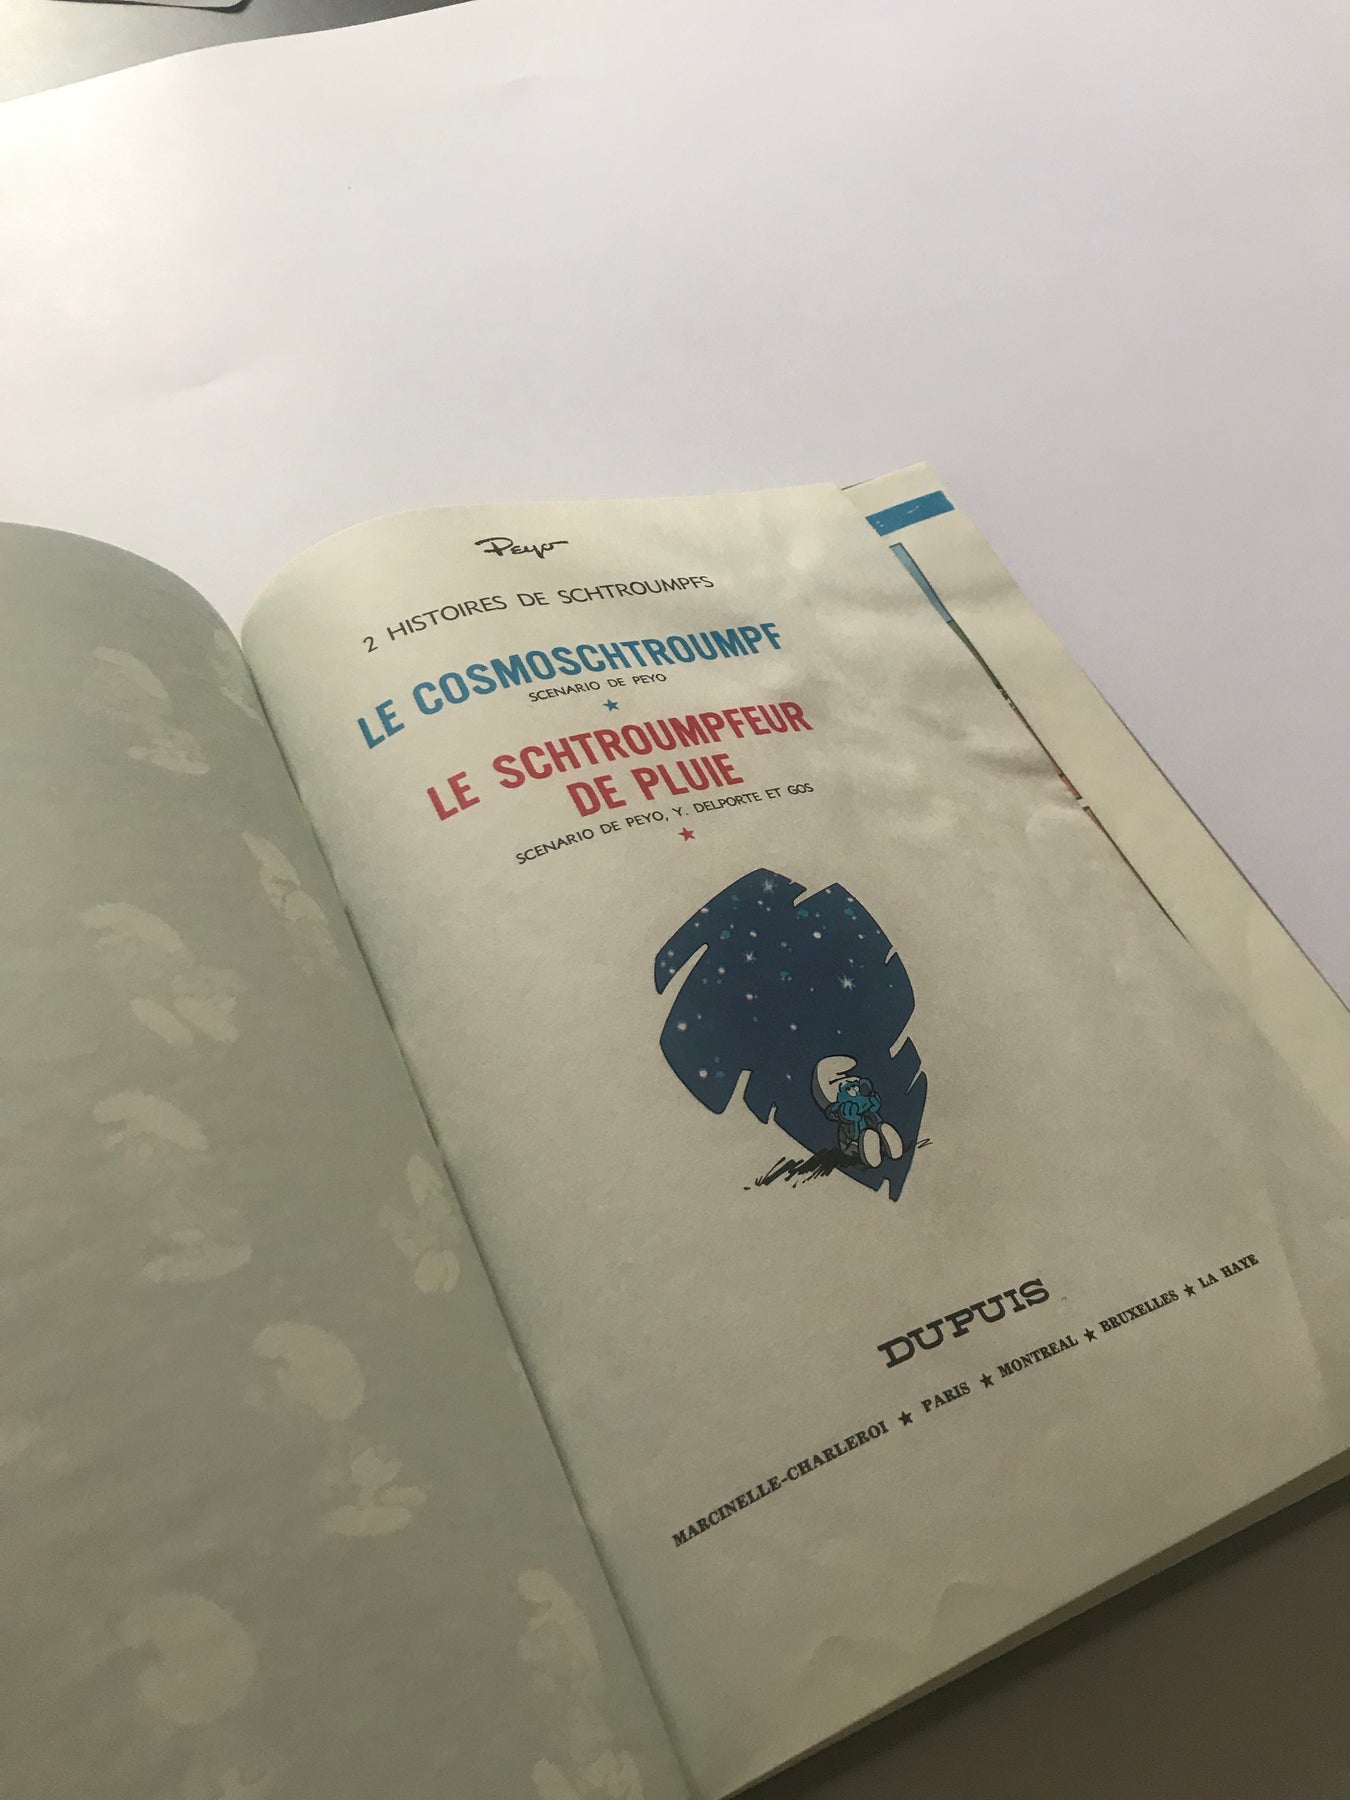 Peyo
2 HISTOIRES DE SCHTROUMPFS
LE COSMOSCHTROUMPF
SCENARIO DE PEYO
LE SCHTROUMPFEUR
DE PLUIE
SCENARIO DE PEYO, Y. DELPORTE ET GOS
DUPUIS
MARCINELLE-CHARLEROI ★ PARIS ★ MONTREAL ★ BRUXELLES ★ LA HAYE